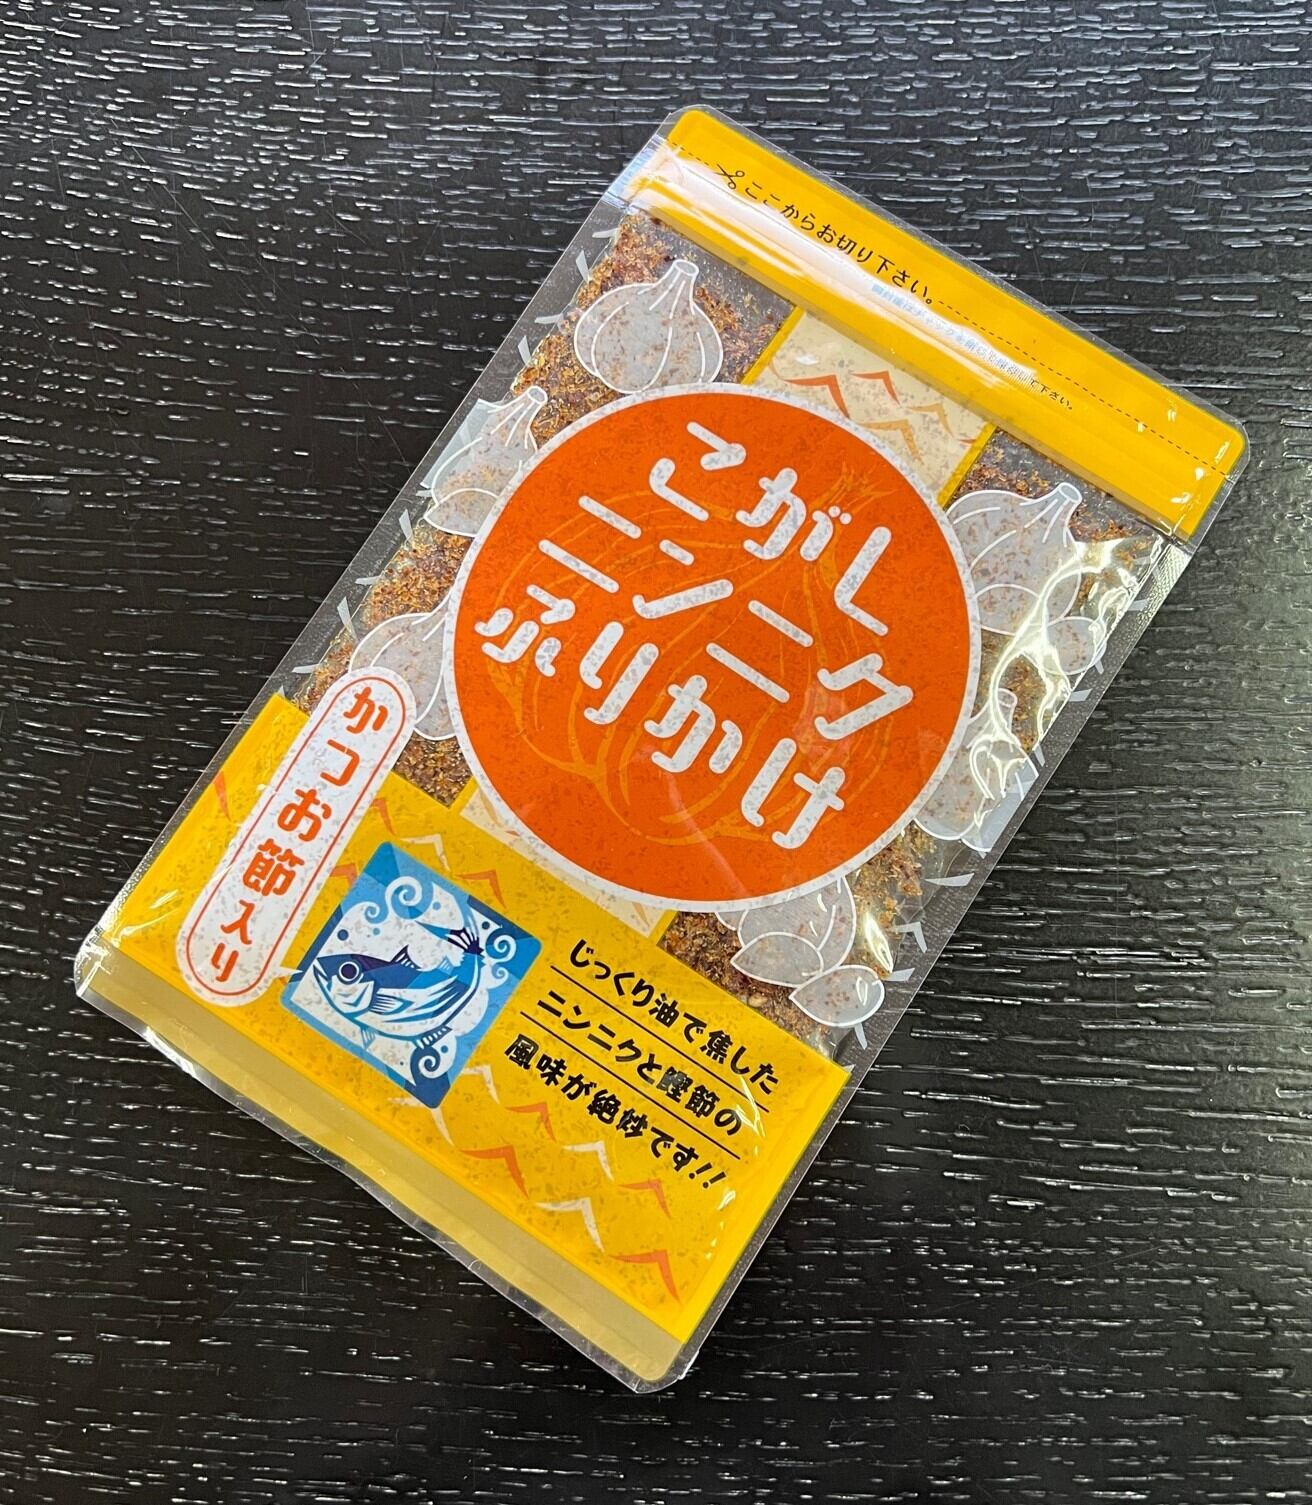 ここからお切り下さい。
こがし
ニンニク
ふりかけ
かつお節入り
じっくり油で焦した
ニンニクと鰹節の
風味が絶妙です!!